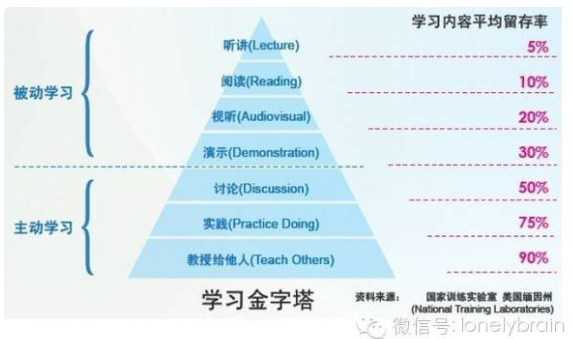 学习内容平均留存率
听讲(Lecture) 5%
阅读(Reading) 10%
被动学习
视听(Audiovisual) 20%
演示(Demonstration) 30%
讨论(Discussion) 50%
主动学习
实践(Practice Doing) 75%
教授给他人(Teach Others) 90%
学习金字塔
资料来源： 国家训练实验室 美国缅因州
(National Training Laboratories)
微信号: lonelybrain